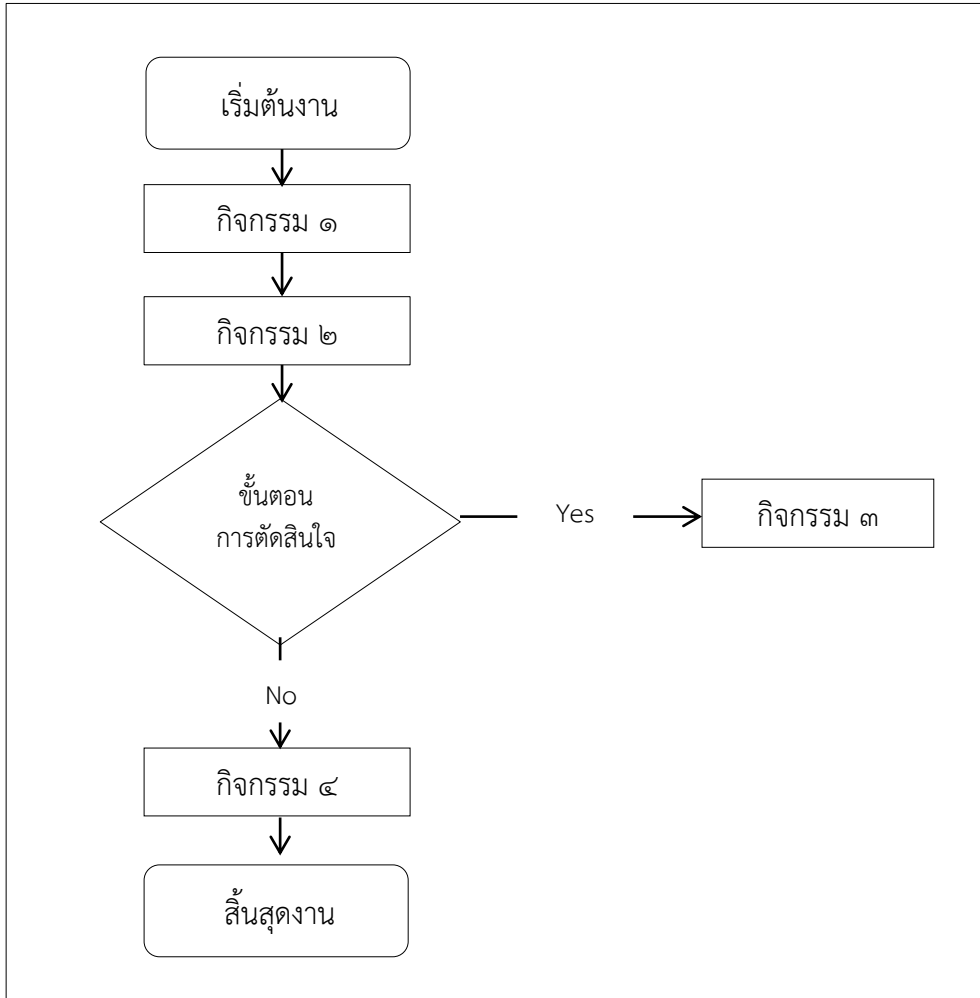 เริ่มต้นงาน
กิจกรรม ๑
กิจกรรม ๒
ขั้นตอน
การตัดสินใจ
Yes
กิจกรรม ๓
No
กิจกรรม ๔
สิ้นสุดงาน